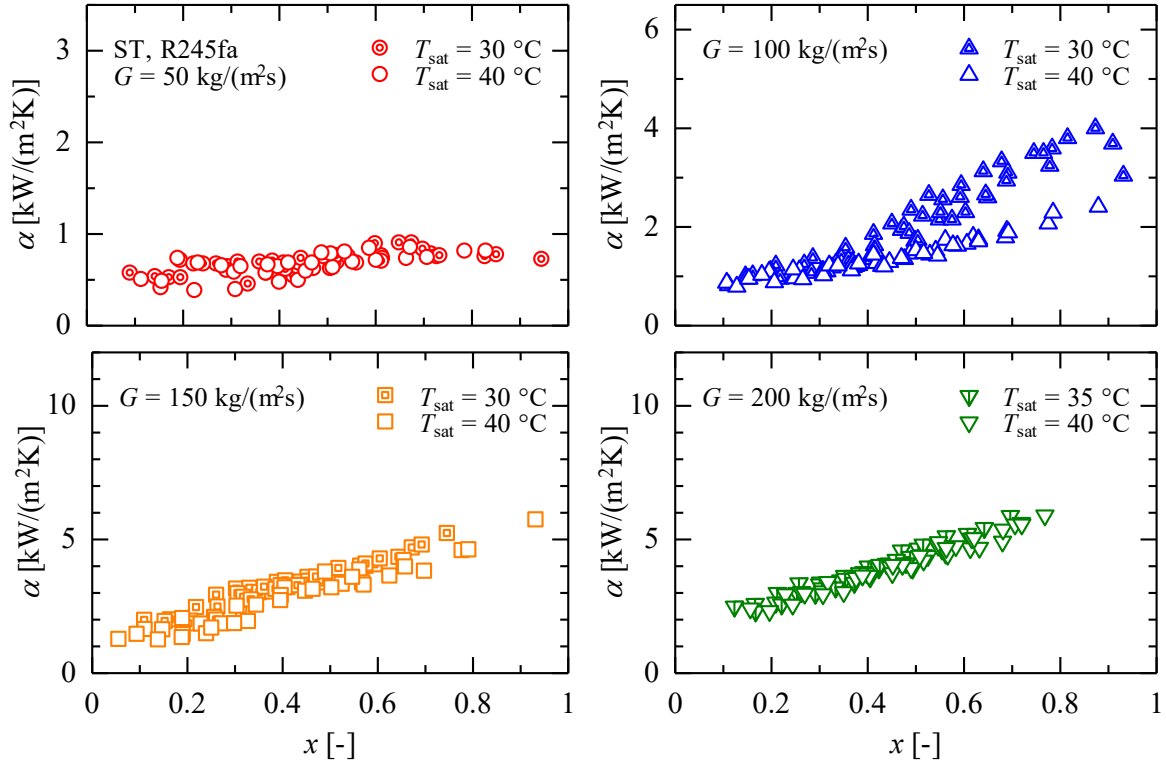 ST, R245fa
G = 50 kg/(m²s)
T_sat = 30 °C
T_sat = 40 °C
3
2
1
0
α [kW/(m²K)]
G = 100 kg/(m²s)
T_sat = 30 °C
T_sat = 40 °C
6
4
2
0
α [kW/(m²K)]
G = 150 kg/(m²s)
T_sat = 30 °C
T_sat = 40 °C
10
5
0
α [kW/(m²K)]
0 0.2 0.4 0.6 0.8 1
x [-]
G = 200 kg/(m²s)
T_sat = 35 °C
T_sat = 40 °C
10
5
0
α [kW/(m²K)]
0 0.2 0.4 0.6 0.8 1
x [-]